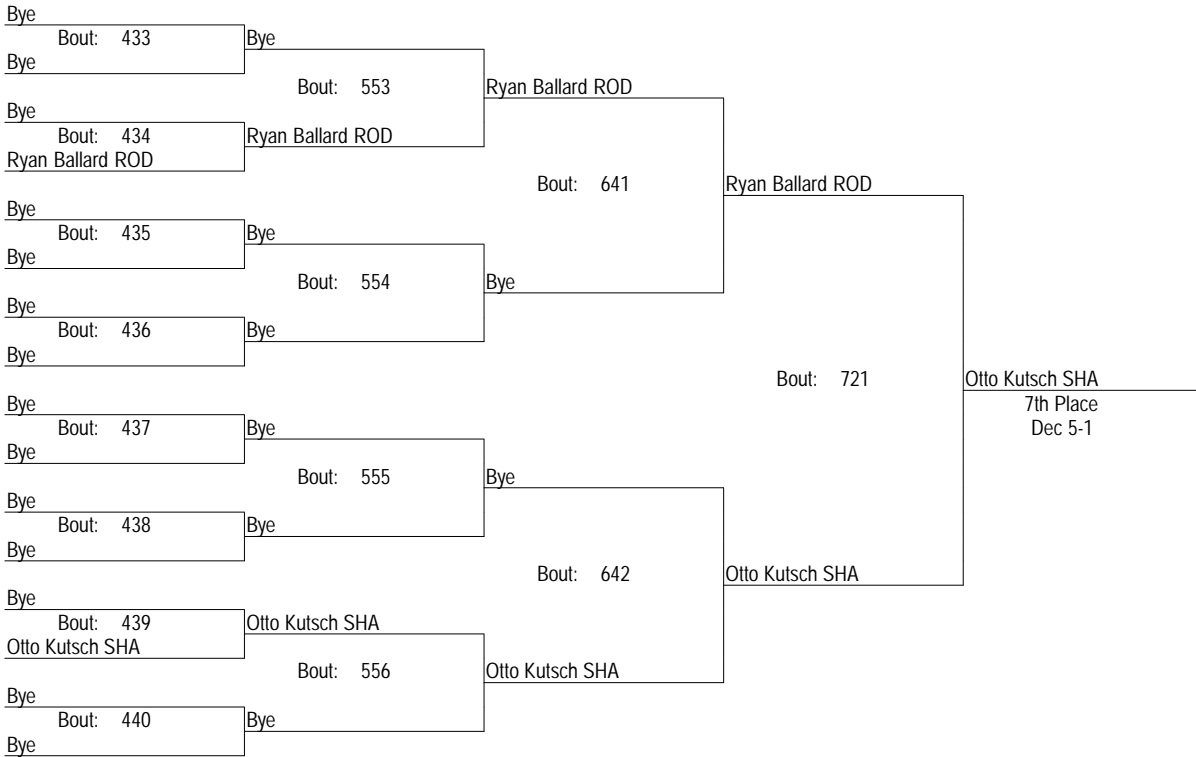 Bye
Bout: 433
Bye
Bye
Bout: 553
Ryan Ballard ROD
Bye
Bout: 434
Ryan Ballard ROD
Ryan Ballard ROD
Bout: 641
Ryan Ballard ROD
Bye
Bout: 435
Bye
Bye
Bout: 554
Bye
Bye
Bout: 436
Bye
Bye
Bout: 721
Otto Kutsch SHA
7th Place
Dec 5-1
Bye
Bout: 437
Bye
Bye
Bout: 555
Bye
Bye
Bout: 438
Bye
Bye
Bout: 642
Otto Kutsch SHA
Bye
Bout: 439
Otto Kutsch SHA
Otto Kutsch SHA
Bout: 556
Otto Kutsch SHA
Bye
Bout: 440
Bye
Bye